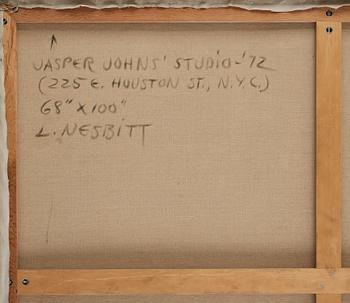 JASPER JOHNS' STUDIO-'72
(225 E. HOUSTON ST., N.Y.C.)
68" X 100"
L. NESBITT